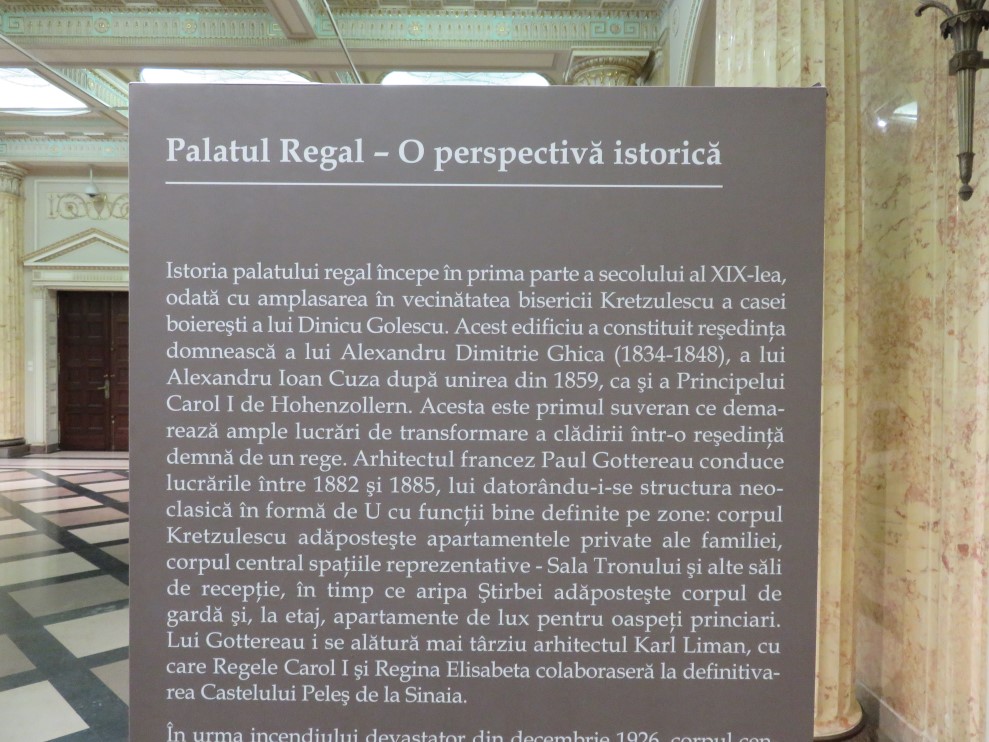 Palatul Regal – O perspectivă istorică
Istoria palatului regal începe în prima parte a secolului al XIX-lea,
odată cu amplasarea în vecinătatea bisericii Kretzulescu a casei
boiereşti a lui Dinicu Golescu. Acest edificiu a constituit reşedinţa
domnească a lui Alexandru Dimitrie Ghica (1834-1848), a lui
Alexandru Ioan Cuza după unirea din 1859, ca şi a Principelui
Carol I de Hohenzollern. Acesta este primul suveran ce dema-
rează ample lucrări de transformare a clădirii într-o reşedinţă
demnă de un rege. Arhitectul francez Paul Gottereau conduce
lucrările între 1882 şi 1885, lui datorându-i-se structura neo-
clasică în formă de U cu funcţii bine definite pe zone: corpul
Kretzulescu adăposteşte apartamentele private ale familiei,
corpul central spaţiile reprezentative - Sala Tronului şi alte săli
de recepţie, în timp ce aripa Ştirbei adăposteşte corpul de
gardă şi, la etaj, apartamente de lux pentru oaspeţi princiari.
Lui Gottereau i se alătură mai târziu arhitectul Karl Liman, cu
care Regele Carol I şi Regina Elisabeta colaboraseră la definitiva-
rea Castelului Peleş de la Sinaia.
În urma incendiului devastator din decembrie 1926, corpul cen-